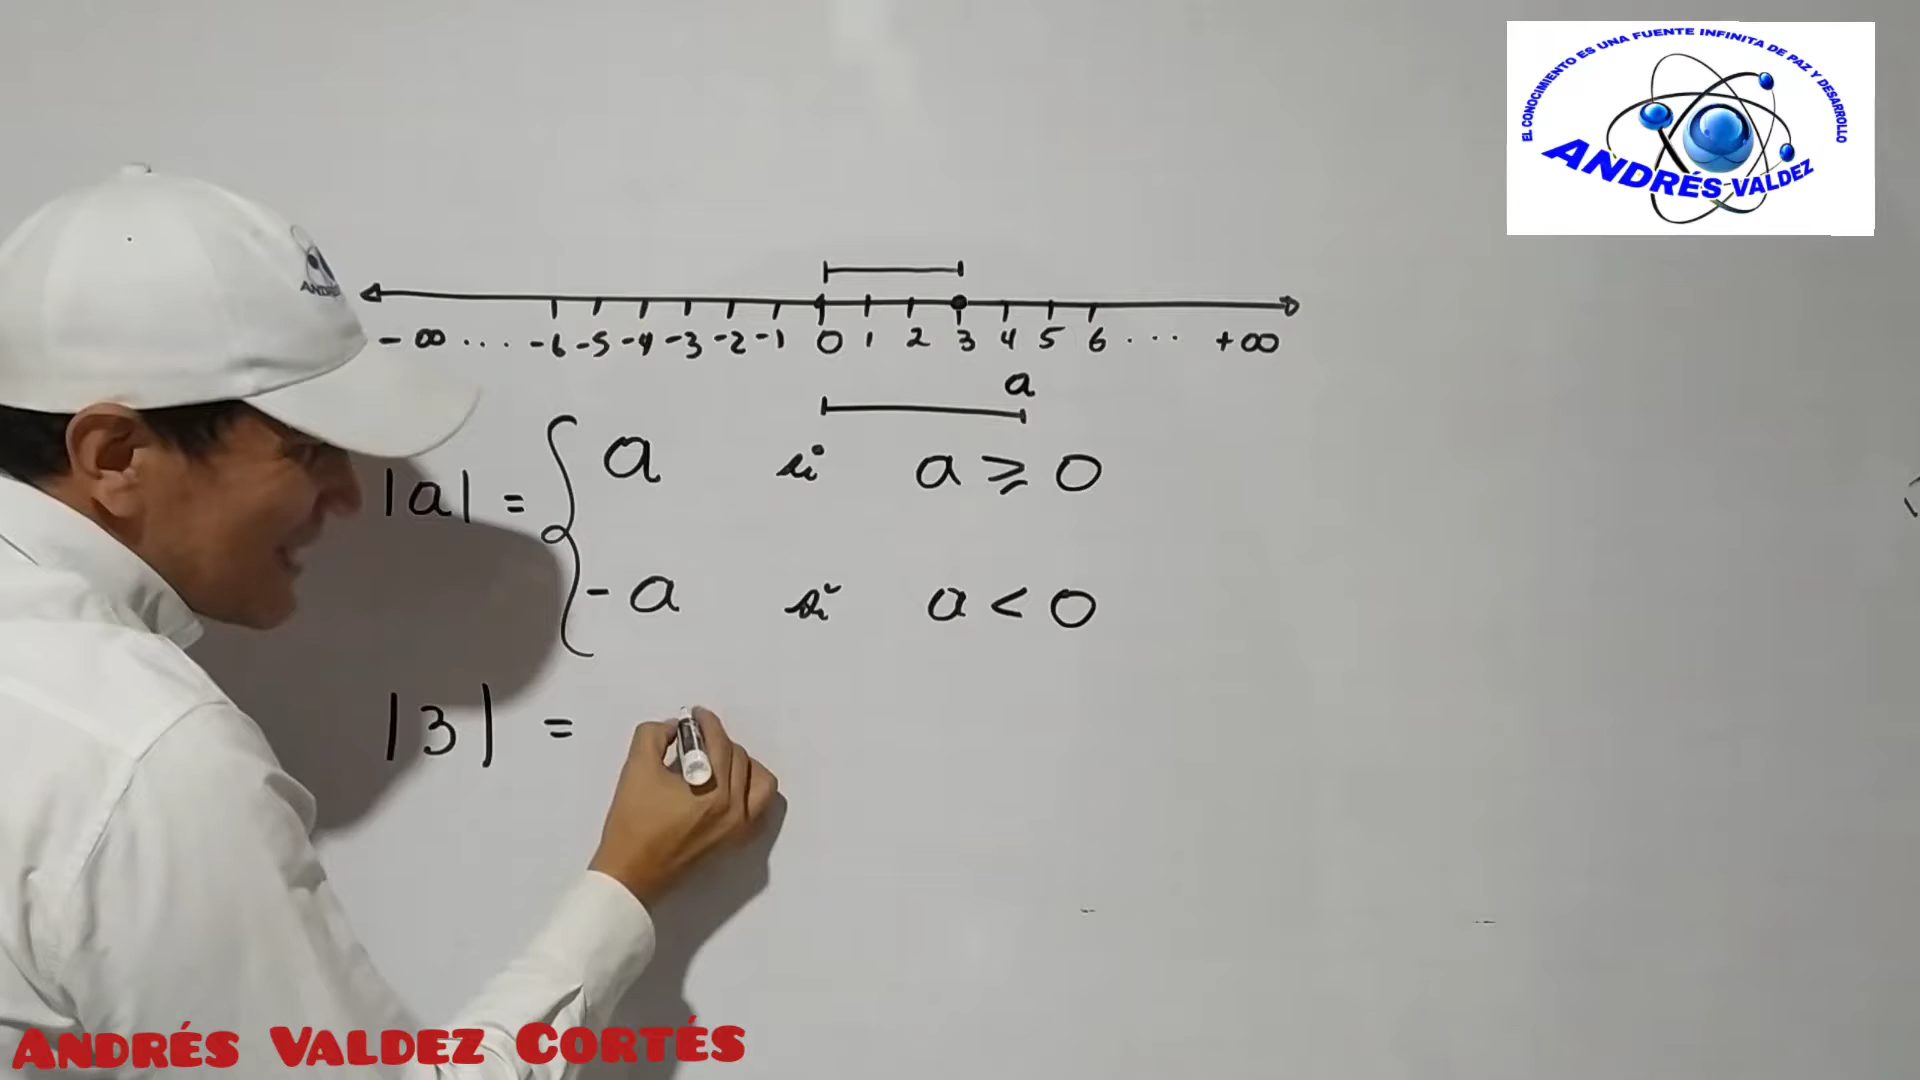 EL CONOCIMIENTO ES UNA FUENTE INFINITA DE PAZ Y DESARROLLO
ANDRÉS VALDEZ
-∞ .... -6 -5 -4 -3 -2 -1 0 1 2 3 4 5 6 ... +∞
a
|a| = { a si a ≥ 0
-a si a < 0
|3| =
ANDRÉS VALDEZ CORTÉS